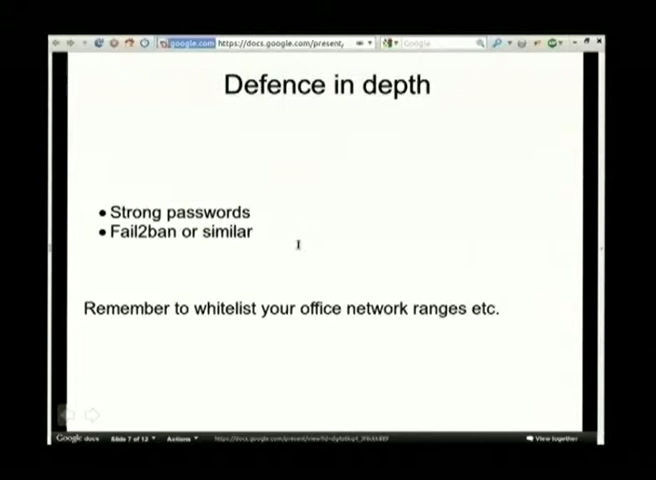 google.com https://docs.google.com/present,
Google
Defence in depth
• Strong passwords
• Fail2ban or similar
Remember to whitelist your office network ranges etc.
Google docs Slide 7 of 12 Actions View together